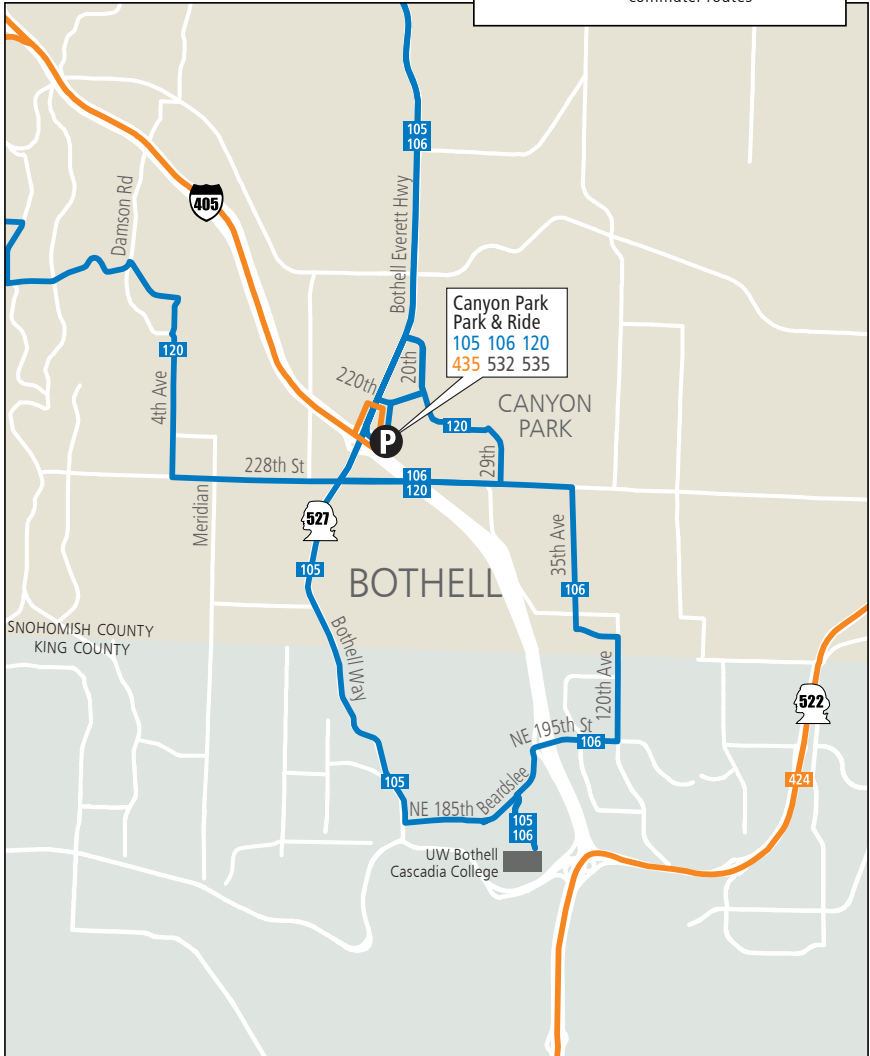 commuter routes
105
106
405
Damson Rd
Bothell Everett Hwy
Canyon Park
Park & Ride
105 106 120
435 532 535
120
4th Ave
220th
20th
CANYON
PARK
P
120
29th
228th St
106
120
Meridian
527
35th Ave
105
BOTHELL
106
SNOHOMISH COUNTY
KING COUNTY
Bothell Way
120th Ave
522
NE 195th St
106
424
105
NE 185th
Beardslee
105
106
UW Bothell
Cascadia College